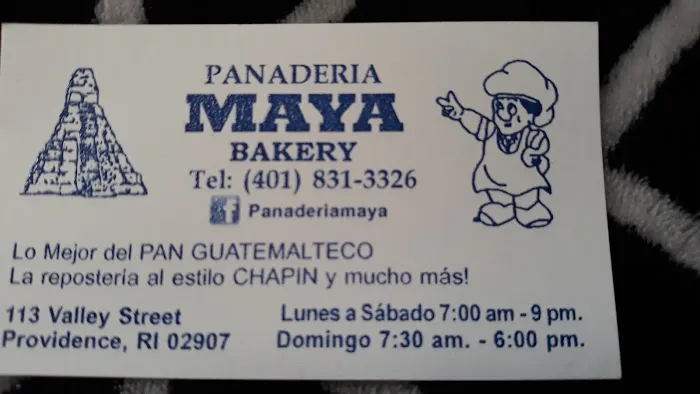 PANADERIA
MAYA
BAKERY
Tel: (401) 831-3326
f Panaderiamaya
Lo Mejor del PAN GUATEMALTECO
La repostería al estilo CHAPIN y mucho más!
113 Valley Street
Providence, RI 02907
Lunes a Sábado 7:00 am - 9 pm.
Domingo 7:30 am. - 6:00 pm.